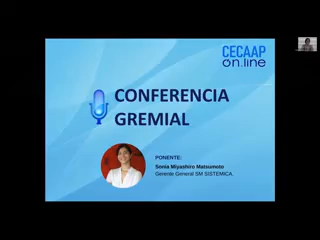 CECAAP
on.line
CONFERENCIA
GREMIAL
PONENTE:
Sonia Miyashiro Matsumoto
Gerente General SM SISTEMICA.